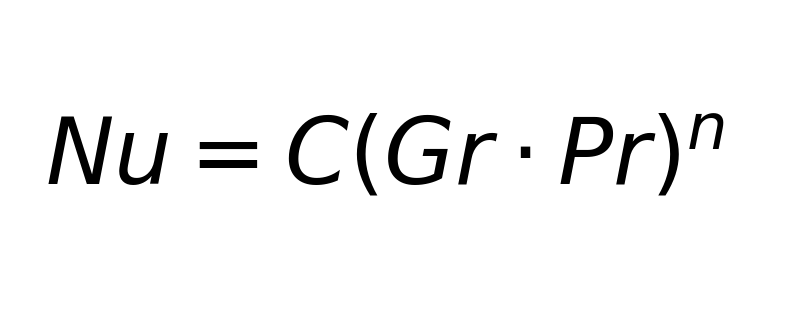 Nu = C(Gr · Pr)ⁿ